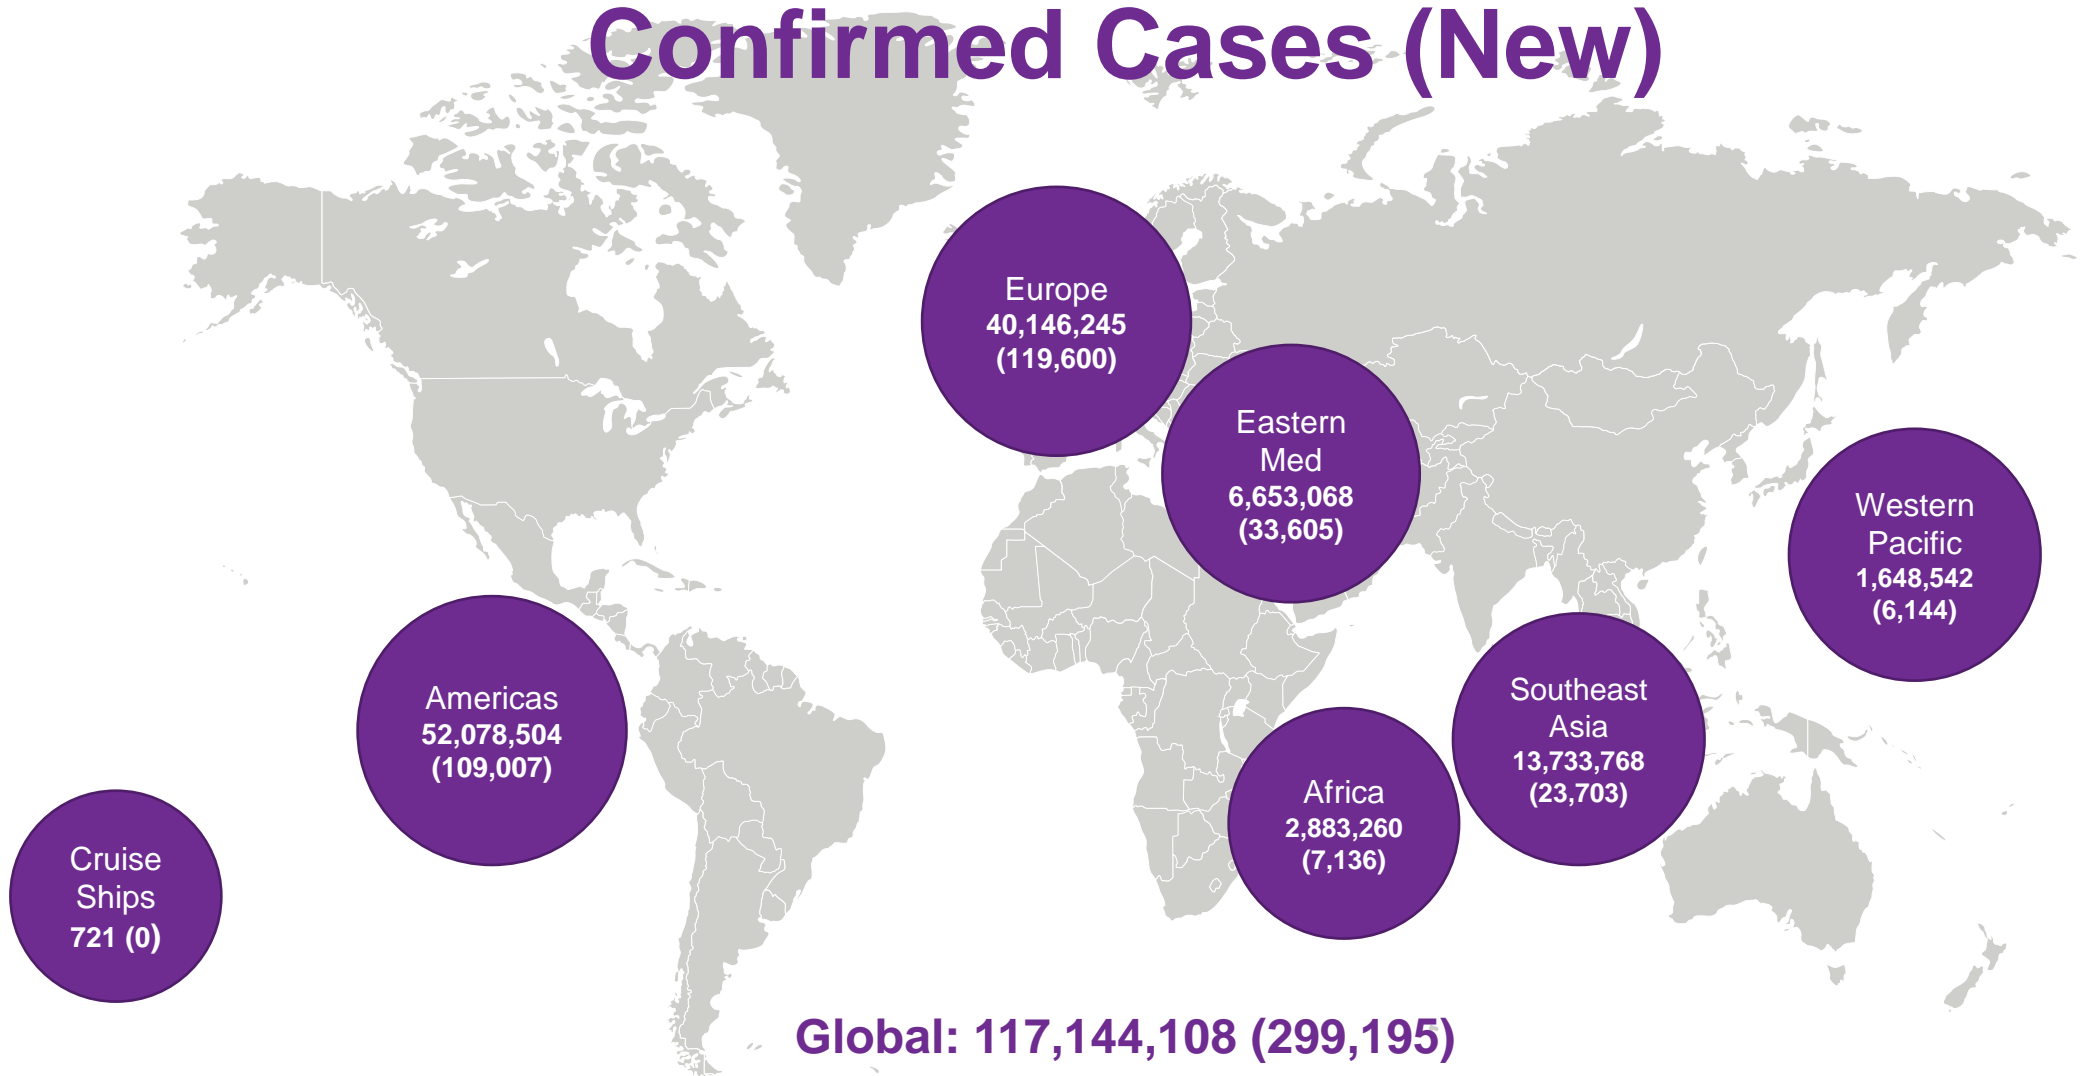 Confirmed Cases (New)
Europe
40,146,245
(119,600)
Eastern
Med
6,653,068
(33,605)
Western
Pacific
1,648,542
(6,144)
Americas
52,078,504
(109,007)
Southeast
Asia
13,733,768
(23,703)
Africa
2,883,260
(7,136)
Cruise
Ships
721 (0)
Global: 117,144,108 (299,195)